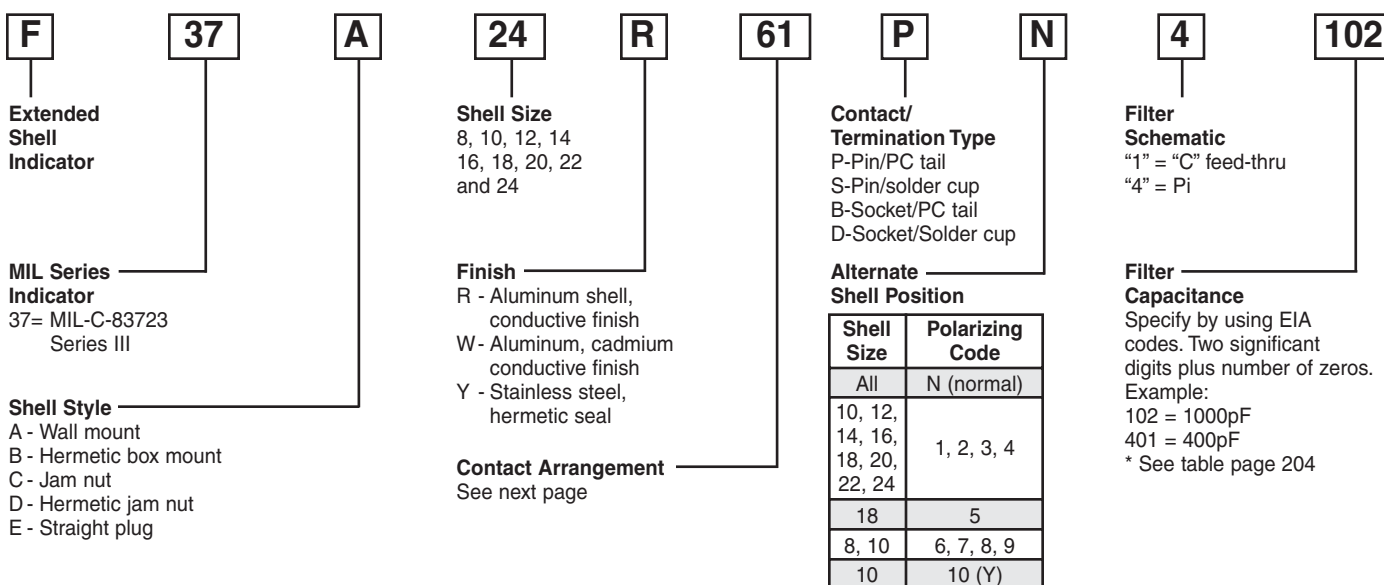 F 37 A 24 R 61 P N 4 102
Extended
Shell
Indicator
MIL Series
Indicator
37= MIL-C-83723
Series III
Shell Style
A - Wall mount
B - Hermetic box mount
C - Jam nut
D - Hermetic jam nut
E - Straight plug
Shell Size
8, 10, 12, 14
16, 18, 20, 22
and 24
Finish
R - Aluminum shell,
conductive finish
W- Aluminum, cadmium
conductive finish
Y - Stainless steel,
hermetic seal
Contact Arrangement
See next page
Contact/
Termination Type
P-Pin/PC tail
S-Pin/solder cup
B-Socket/PC tail
D-Socket/Solder cup
Alternate
Shell Position
Shell Size Polarizing Code
All N (normal)
10, 12, 14, 16, 18, 20, 22, 24 1, 2, 3, 4
18 5
8, 10 6, 7, 8, 9
10 10 (Y)
Filter
Schematic
“1” = “C” feed-thru
“4” = Pi
Filter
Capacitance
Specify by using EIA
codes. Two significant
digits plus number of zeros.
Example:
102 = 1000pF
401 = 400pF
* See table page 204